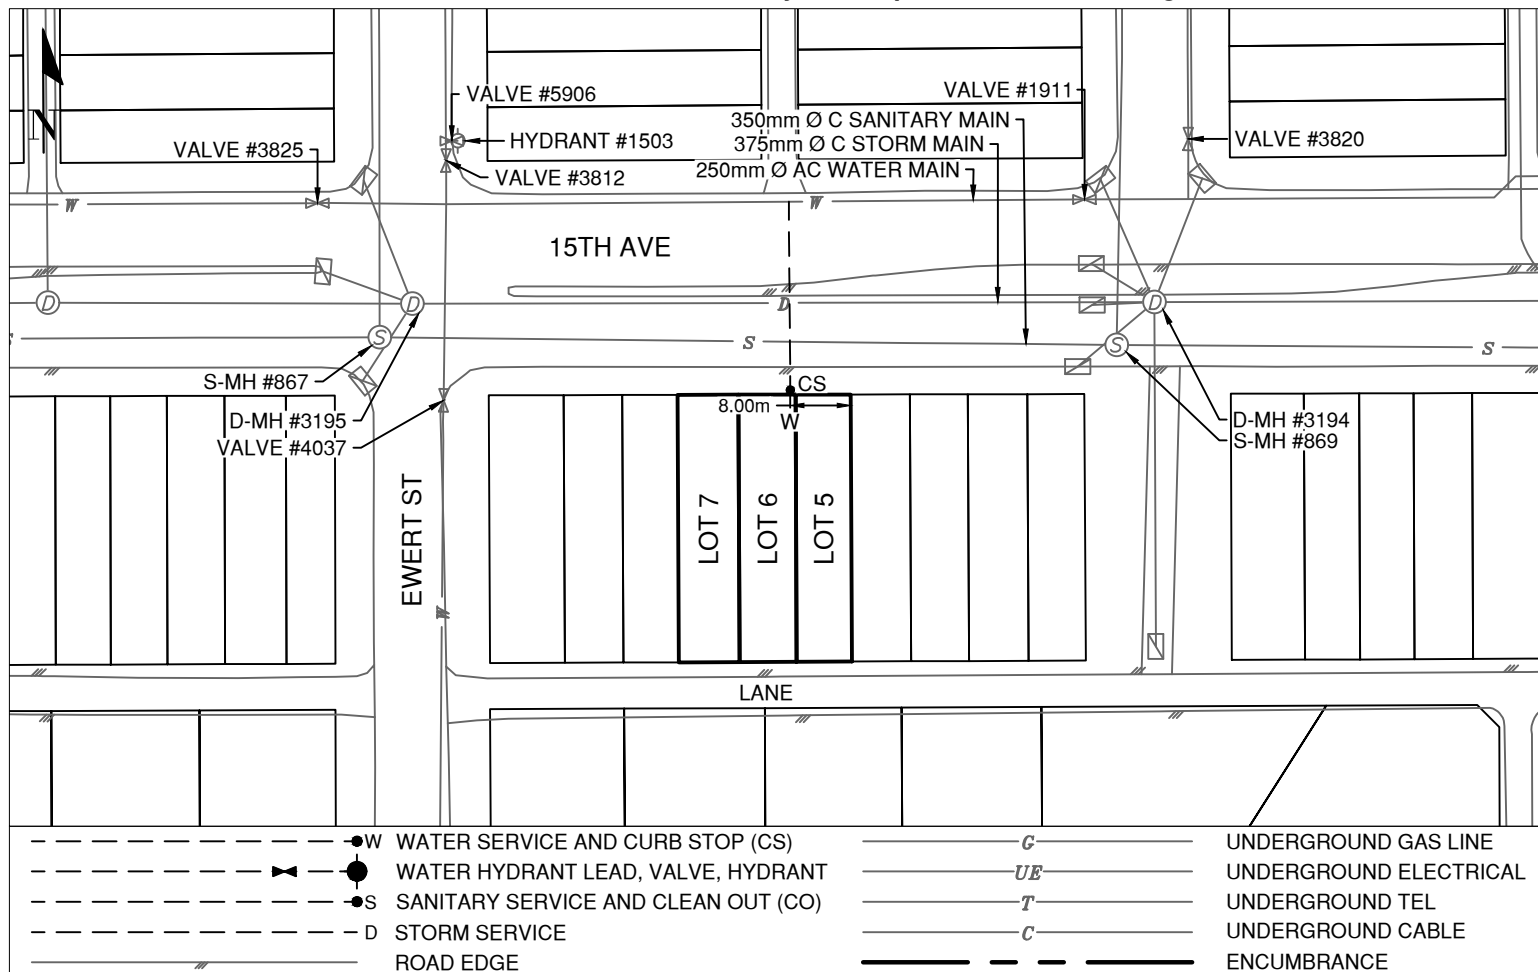 VALVE #5906
VALVE #1911
350mm Ø C SANITARY MAIN
HYDRANT #1503
375mm Ø C STORM MAIN
VALVE #3820
VALVE #3825
VALVE #3812
250mm Ø AC WATER MAIN
W
W
15TH AVE
D
D
D
D
S
S
S
S
S
S-MH #867
CS
8.00m
D-MH #3195
W
D-MH #3194
VALVE #4037
S-MH #869
EWERT ST
LOT 7
LOT 6
LOT 5
W
LANE
W WATER SERVICE AND CURB STOP (CS)
G UNDERGROUND GAS LINE
WATER HYDRANT LEAD, VALVE, HYDRANT
UE UNDERGROUND ELECTRICAL
S SANITARY SERVICE AND CLEAN OUT (CO)
T UNDERGROUND TEL
D STORM SERVICE
C UNDERGROUND CABLE
ROAD EDGE
ENCUMBRANCE